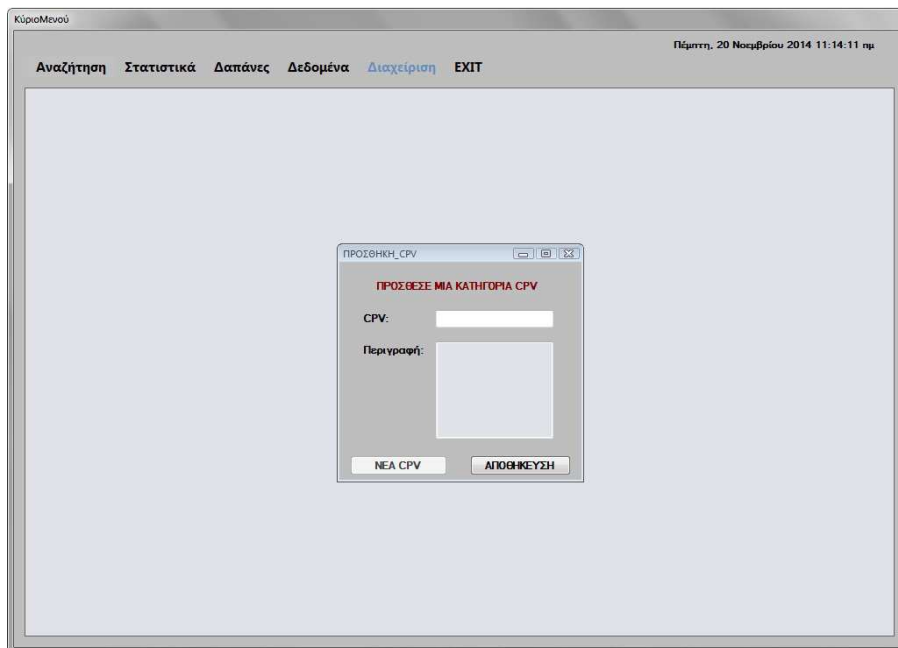 ΚύριοΜενού
Πέμπτη, 20 Νοεμβρίου 2014 11:14:11 πμ
Αναζήτηση Στατιστικά Δαπάνες Δεδομένα Διαχείριση EXIT
ΠΡΟΣΘΗΚΗ_CPV
ΠΡΟΣΘΕΣΕ ΜΙΑ ΚΑΤΗΓΟΡΙΑ CPV
CPV:
Περιγραφή:
ΝΕΑ CPV ΑΠΟΘΗΚΕΥΣΗ